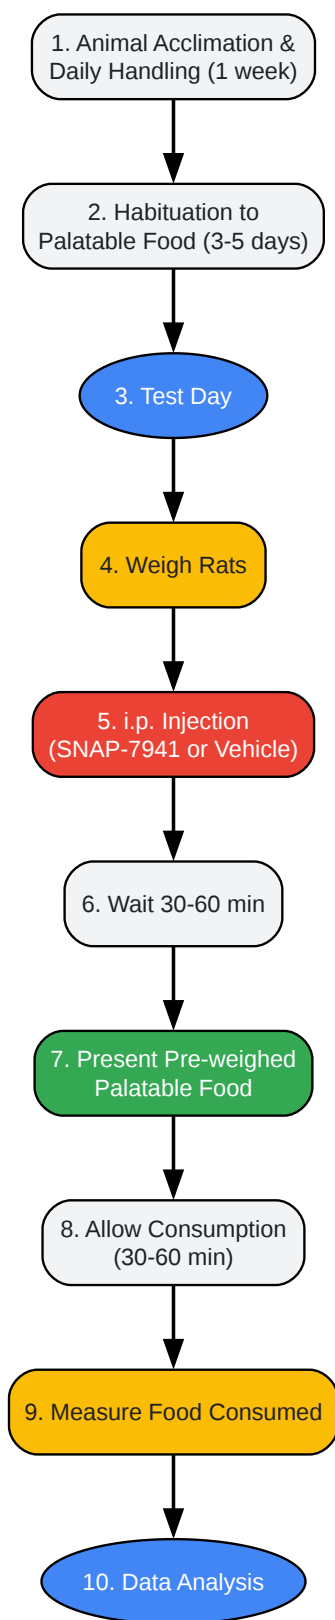 1. Animal Acclimation &
Daily Handling (1 week)
2. Habituation to
Palatable Food (3-5 days)
3. Test Day
4. Weigh Rats
5. i.p. Injection
(SNAP-7941 or Vehicle)
6. Wait 30-60 min
7. Present Pre-weighed
Palatable Food
8. Allow Consumption
(30-60 min)
9. Measure Food Consumed
10. Data Analysis